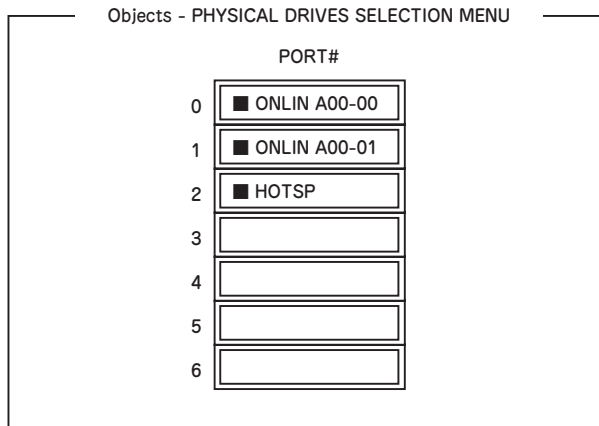 Objects - PHYSICAL DRIVES SELECTION MENU
PORT#
0 ■ ONLIN A00-00
1 ■ ONLIN A00-01
2 ■ HOTSP
3
4
5
6